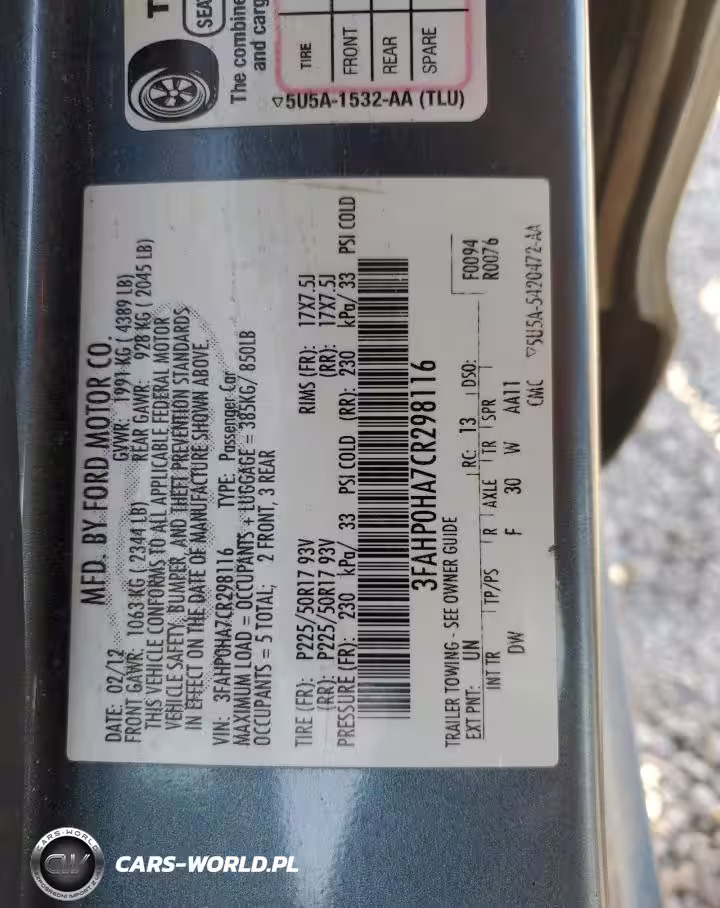 SEA
The combine
and carg
TIRE
FRONT
REAR
SPARE
▽5U5A-1532-AA (TLU)
MFD. BY FORD MOTOR CO.
DATE: 02/12 GVWR: 1991 KG ( 4389 LB)
FRONT GAWR: 1063 KG ( 2344 LB) REAR GAWR: 928 KG ( 2045 LB)
THIS VEHICLE CONFORMS TO ALL APPLICABLE FEDERAL MOTOR
VEHICLE SAFETY, BUMPER, AND THEFT PREVENTION STANDARDS
IN EFFECT ON THE DATE OF MANUFACTURE SHOWN ABOVE.
VIN: 3FAHP0HA7CR298116 TYPE: Passenger Car
MAXIMUM LOAD = OCCUPANTS + LUGGAGE = 385KG/ 850LB
OCCUPANTS = 5 TOTAL; 2 FRONT, 3 REAR
TIRE (FR): P225/50R17 93V RIMS (FR): 17X7.5J
(RR): P225/50R17 93V (RR): 17X7.5J
PRESSURE (FR): 230 kPa/ 33 PSI COLD (RR): 230 kPa/ 33 PSI COLD
3FAHP0HA7CR298116
TRAILER TOWING - SEE OWNER GUIDE
EXT PNT: UN RC: 13 DSO: F0094
R0076
INT TR TP/PS R AXLE TR SPR
DW F 30 W AA11
CMC
▽5U5A-5420472-AA
CARS-WORLD
CW
CARS-WORLD.PL